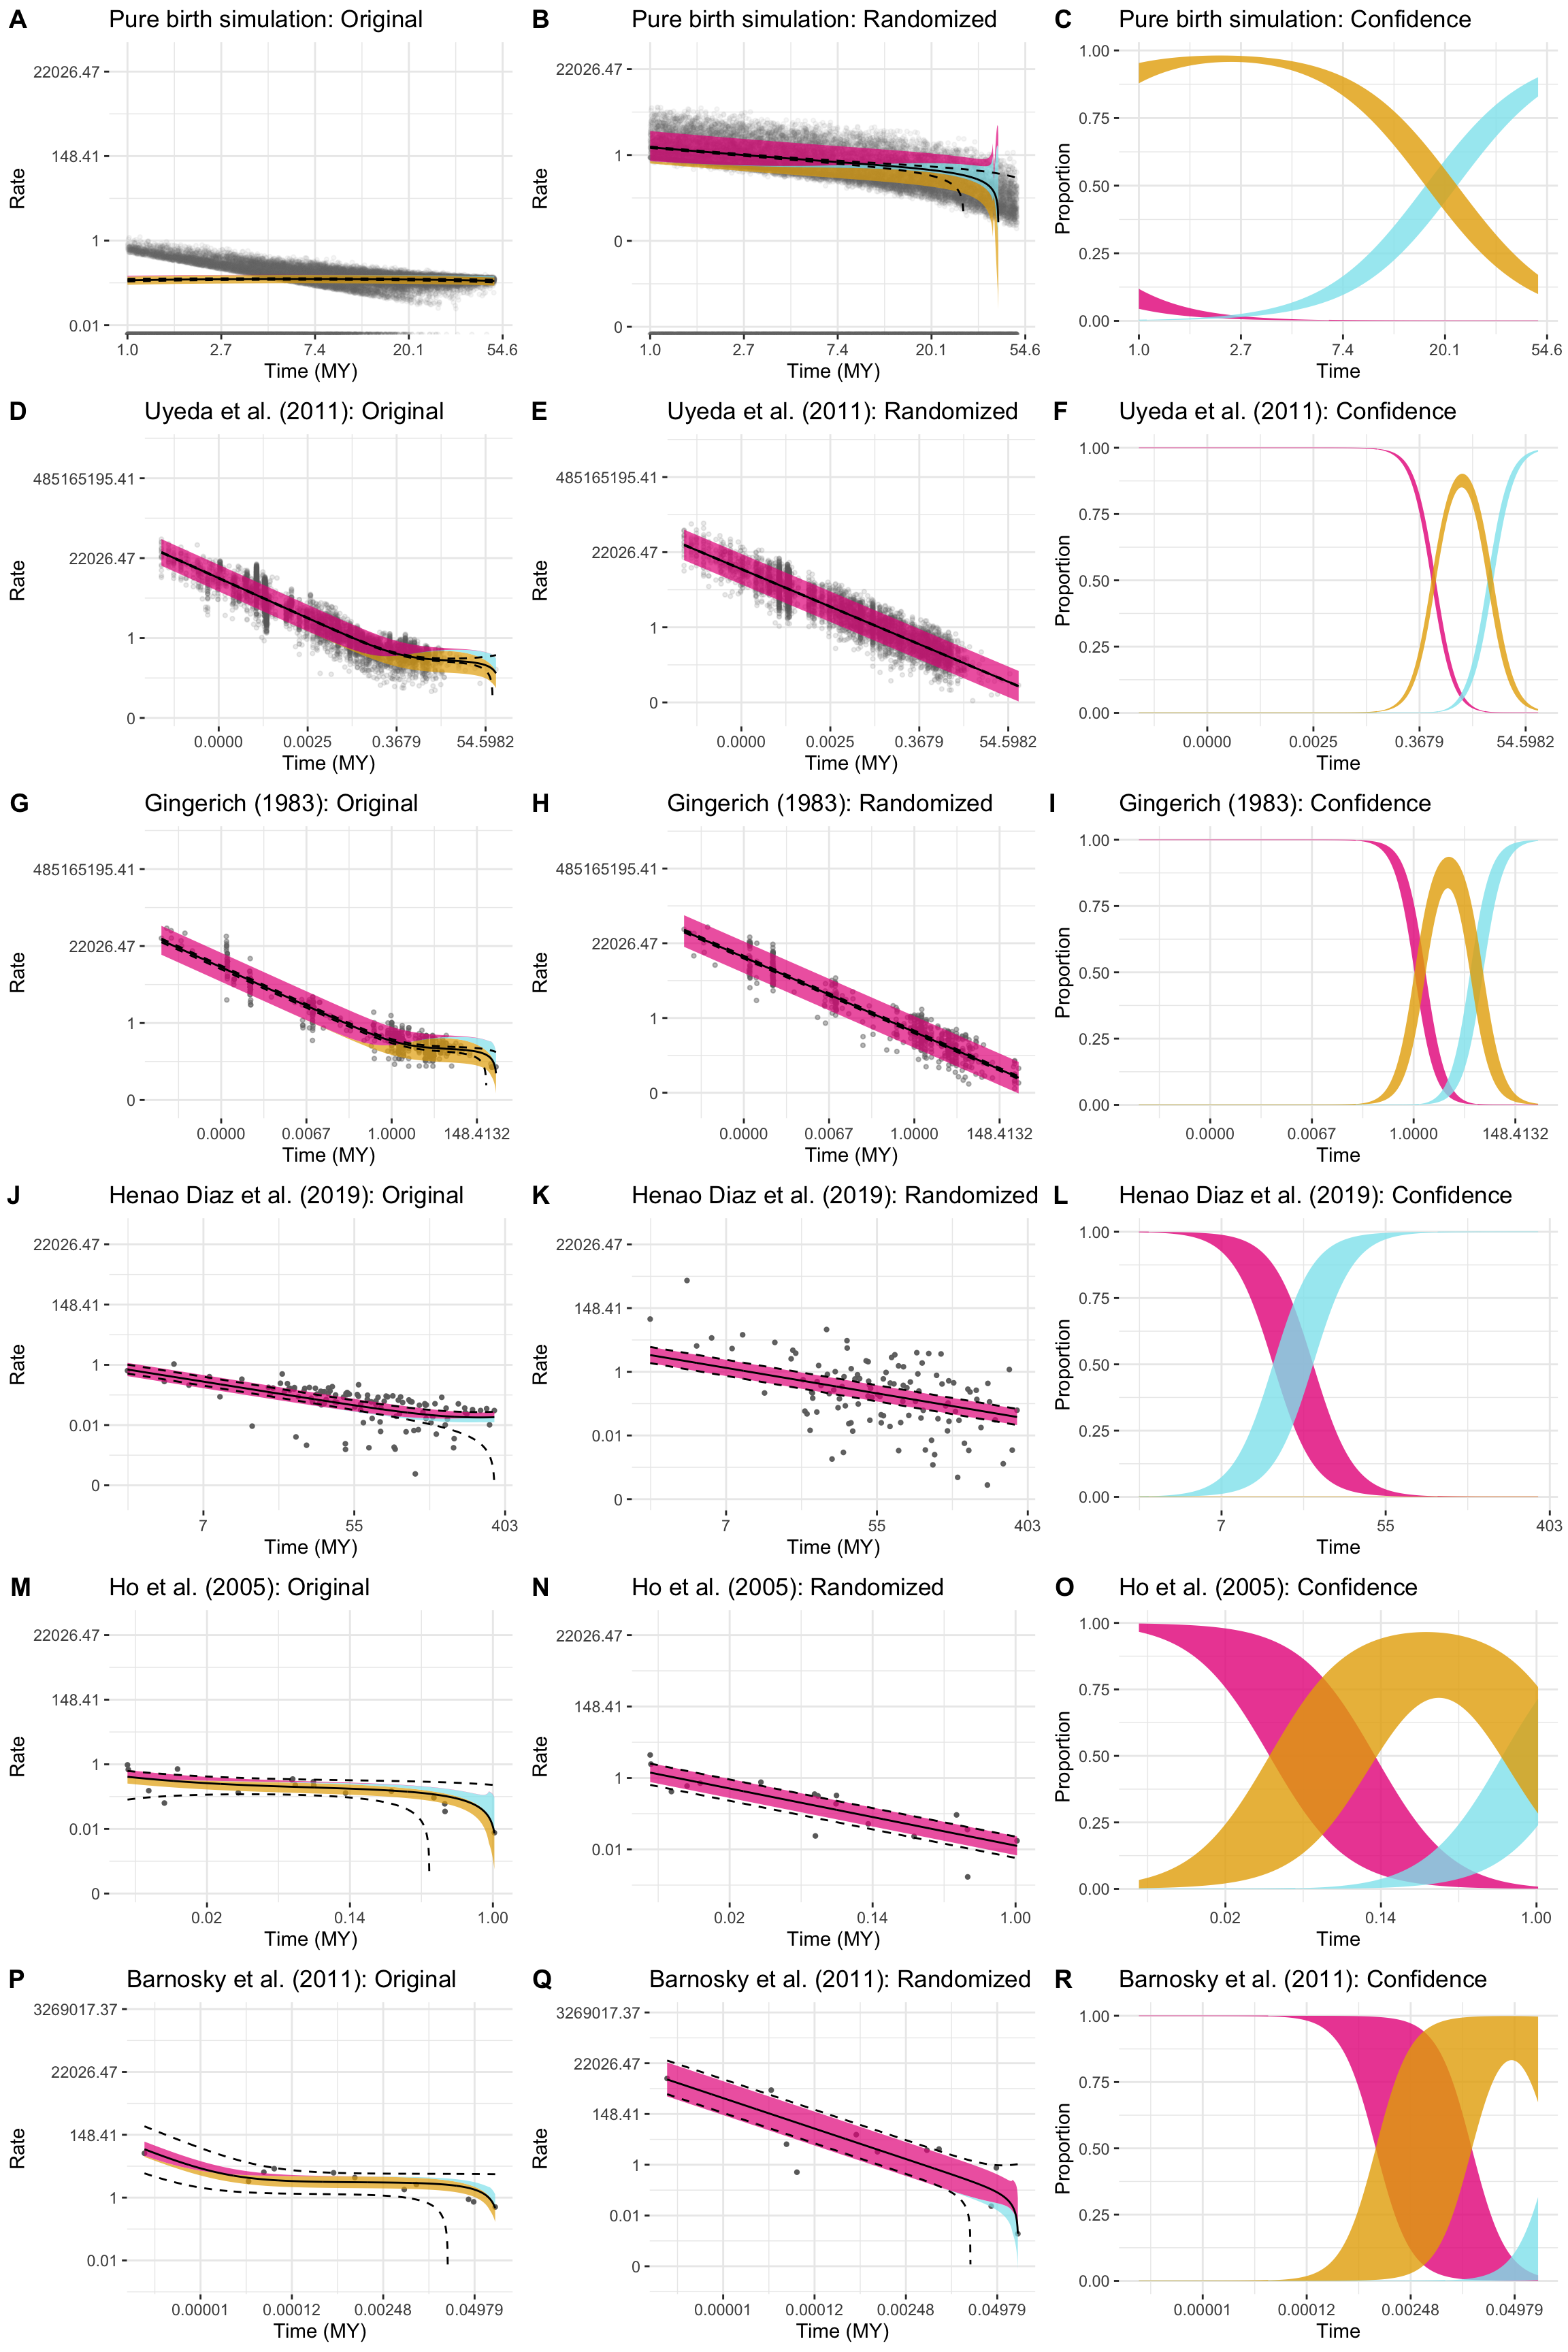 A Pure birth simulation: Original
22026.47
148.41
1
0.01
Rate
1.0 2.7 7.4 20.1 54.6
Time (MY)
B Pure birth simulation: Randomized
22026.47
1
0
0
Rate
1.0 2.7 7.4 20.1 54.6
Time (MY)
C Pure birth simulation: Confidence
1.00
0.75
0.50
0.25
0.00
Proportion
1.0 2.7 7.4 20.1 54.6
Time
D Uyeda et al. (2011): Original
485165195.41
22026.47
1
0
Rate
0.0000 0.0025 0.3679 54.5982
Time (MY)
E Uyeda et al. (2011): Randomized
485165195.41
22026.47
1
0
Rate
0.0000 0.0025 0.3679 54.5982
Time (MY)
F Uyeda et al. (2011): Confidence
1.00
0.75
0.50
0.25
0.00
Proportion
0.0000 0.0025 0.3679 54.5982
Time
G Gingerich (1983): Original
485165195.41
22026.47
1
0
Rate
0.0000 0.0067 1.0000 148.4132
Time (MY)
H Gingerich (1983): Randomized
485165195.41
22026.47
1
0
Rate
0.0000 0.0067 1.0000 148.4132
Time (MY)
I Gingerich (1983): Confidence
1.00
0.75
0.50
0.25
0.00
Proportion
0.0000 0.0067 1.0000 148.4132
Time
J Henao Diaz et al. (2019): Original
22026.47
148.41
1
0.01
0
Rate
7 55 403
Time (MY)
K Henao Diaz et al. (2019): Randomized
22026.47
148.41
1
0.01
0
Rate
7 55 403
Time (MY)
L Henao Diaz et al. (2019): Confidence
1.00
0.75
0.50
0.25
0.00
Proportion
7 55 403
Time
M Ho et al. (2005): Original
22026.47
148.41
1
0.01
0
Rate
0.02 0.14 1.00
Time (MY)
N Ho et al. (2005): Randomized
22026.47
148.41
1
0.01
Rate
0.02 0.14 1.00
Time (MY)
O Ho et al. (2005): Confidence
1.00
0.75
0.50
0.25
0.00
Proportion
0.02 0.14 1.00
Time
P Barnosky et al. (2011): Original
3269017.37
22026.47
148.41
1
0.01
Rate
0.00001 0.00012 0.00248 0.04979
Time (MY)
Q Barnosky et al. (2011): Randomized
3269017.37
22026.47
148.41
1
0.01
0
Rate
0.00001 0.00012 0.00248 0.04979
Time (MY)
R Barnosky et al. (2011): Confidence
1.00
0.75
0.50
0.25
0.00
Proportion
0.00001 0.00012 0.00248 0.04979
Time